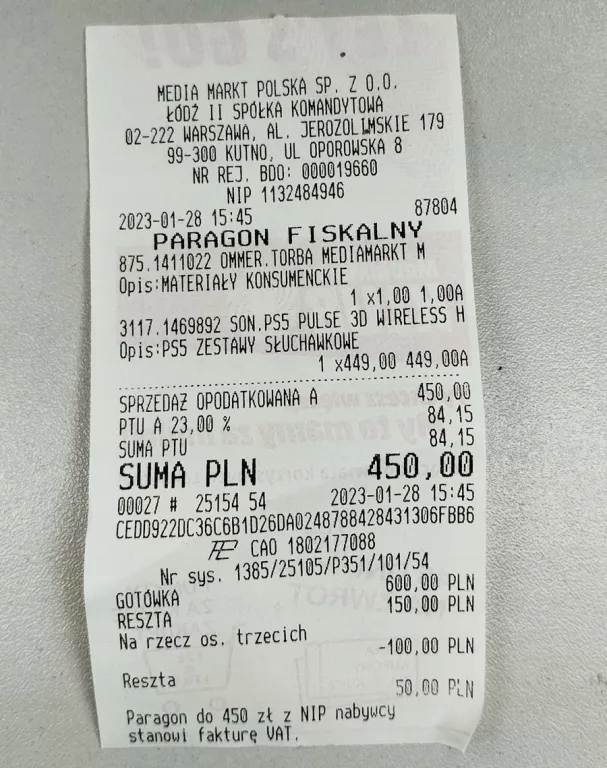 MEDIA MARKT POLSKA SP. Z O.O.
ŁÓDŹ II SPÓŁKA KOMANDYTOWA
02-222 WARSZAWA, AL. JEROZOLIMSKIE 179
99-300 KUTNO, UL OPOROWSKA 8
NR REJ. BDO: 000019660
NIP 1132484946
2023-01-28 15:45 87804
PARAGON FISKALNY
875.1411022 OMMER.TORBA MEDIAMARKT M
Opis:MATERIAŁY KONSUMENCKIE
1 x1,00 1,00A
3117.1469892 SON.PS5 PULSE 3D WIRELESS H
Opis:PS5 ZESTAWY SŁUCHAWKOWE
1 x449,00 449,00A
SPRZEDAŻ OPODATKOWANA A 450,00
PTU A 23,00 % 84,15
SUMA PTU 84,15
SUMA PLN 450,00
00027 # 25154 54 2023-01-28 15:45
CEDD922DC36C6B1D26DA0248788428431306FBB6
CAO 1802177088
Nr sys. 1385/25105/P351/101/54
GOTÓWKA 600,00 PLN
RESZTA 150,00 PLN
Na rzecz os. trzecich -100,00 PLN
Reszta 50,00 PLN
Paragon do 450 zł z NIP nabywcy
stanowi fakturę VAT.